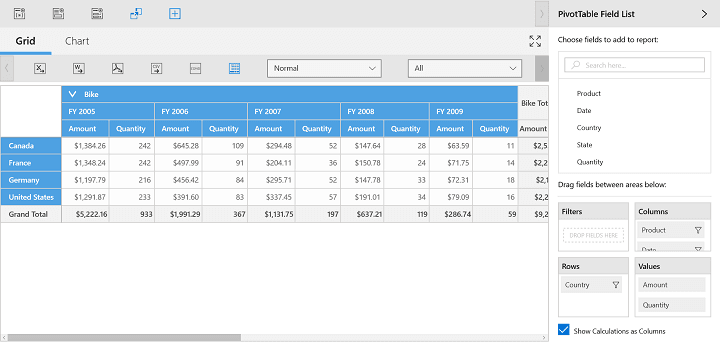 PivotTable Field List
Grid Chart
Choose fields to add to report:
Search here...
Normal All
Product
Date
Country
State
Quantity
Bike
Bike Tot
FY 2005 FY 2006 FY 2007 FY 2008 FY 2009
Amount Quantity Amount Quantity Amount Quantity Amount Quantity Amount Quantity Amount
Canada $1,384.26 242 $645.28 109 $294.48 52 $147.64 28 $63.59 11 $2,5
France $1,348.24 242 $497.99 91 $204.11 36 $150.78 24 $71.75 14 $2,2
Germany $1,197.79 216 $456.42 84 $295.71 52 $147.78 33 $72.31 18 $2,1
United States $1,291.87 233 $391.60 83 $337.45 57 $191.01 34 $79.09 16 $2,2
Grand Total $5,222.16 933 $1,991.29 367 $1,131.75 197 $637.21 119 $286.74 59 $9,2
Drag fields between areas below:
Filters
DROP FIELDS HERE
Columns
Product
Date
Rows
Country
Values
Amount
Quantity
Show Calculations as Columns